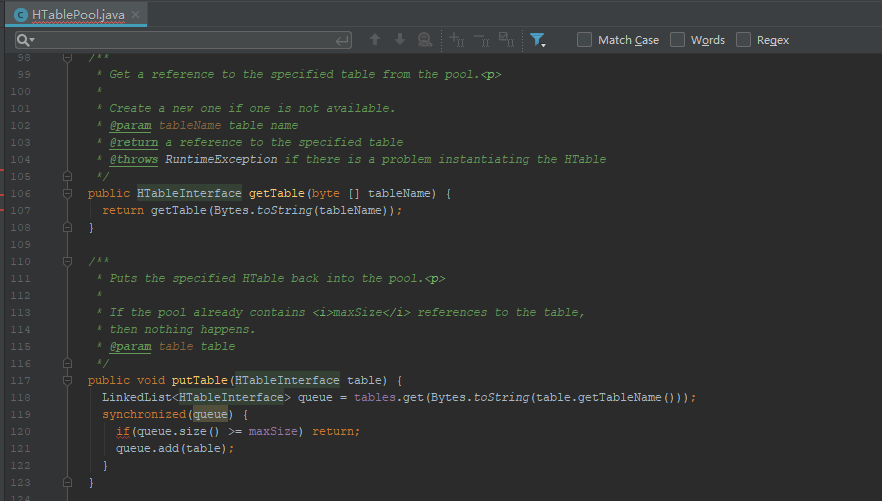 HTablePool.java
Match Case Words Regex
98 /**
99 * Get a reference to the specified table from the pool.<p>
100 *
101 * Create a new one if one is not available.
102 * @param tableName table name
103 * @return a reference to the specified table
104 * @throws RuntimeException if there is a problem instantiating the HTable
105 */
106 public HTableInterface getTable(byte [] tableName) {
107 return getTable(Bytes.toString(tableName));
108 }
109
110 /**
111 * Puts the specified HTable back into the pool.<p>
112 *
113 * If the pool already contains <i>maxSize</i> references to the table,
114 * then nothing happens.
115 * @param table table
116 */
117 public void putTable(HTableInterface table) {
118 LinkedList<HTableInterface> queue = tables.get(Bytes.toString(table.getTableName()));
119 synchronized(queue) {
120 if(queue.size() >= maxSize) return;
121 queue.add(table);
122 }
123 }
124